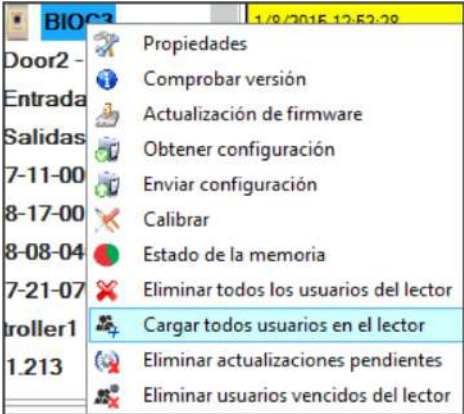 BIOC3
1/8/2015 12:52:28
Door2 -
Entrada
Salidas
7-11-00
8-17-00
8-08-04
7-21-07
troller1
1.213
Propiedades
Comprobar versión
Actualización de firmware
Obtener configuración
Enviar configuración
Calibrar
Estado de la memoria
Eliminar todos los usuarios del lector
Cargar todos usuarios en el lector
Eliminar actualizaciones pendientes
Eliminar usuarios vencidos del lector